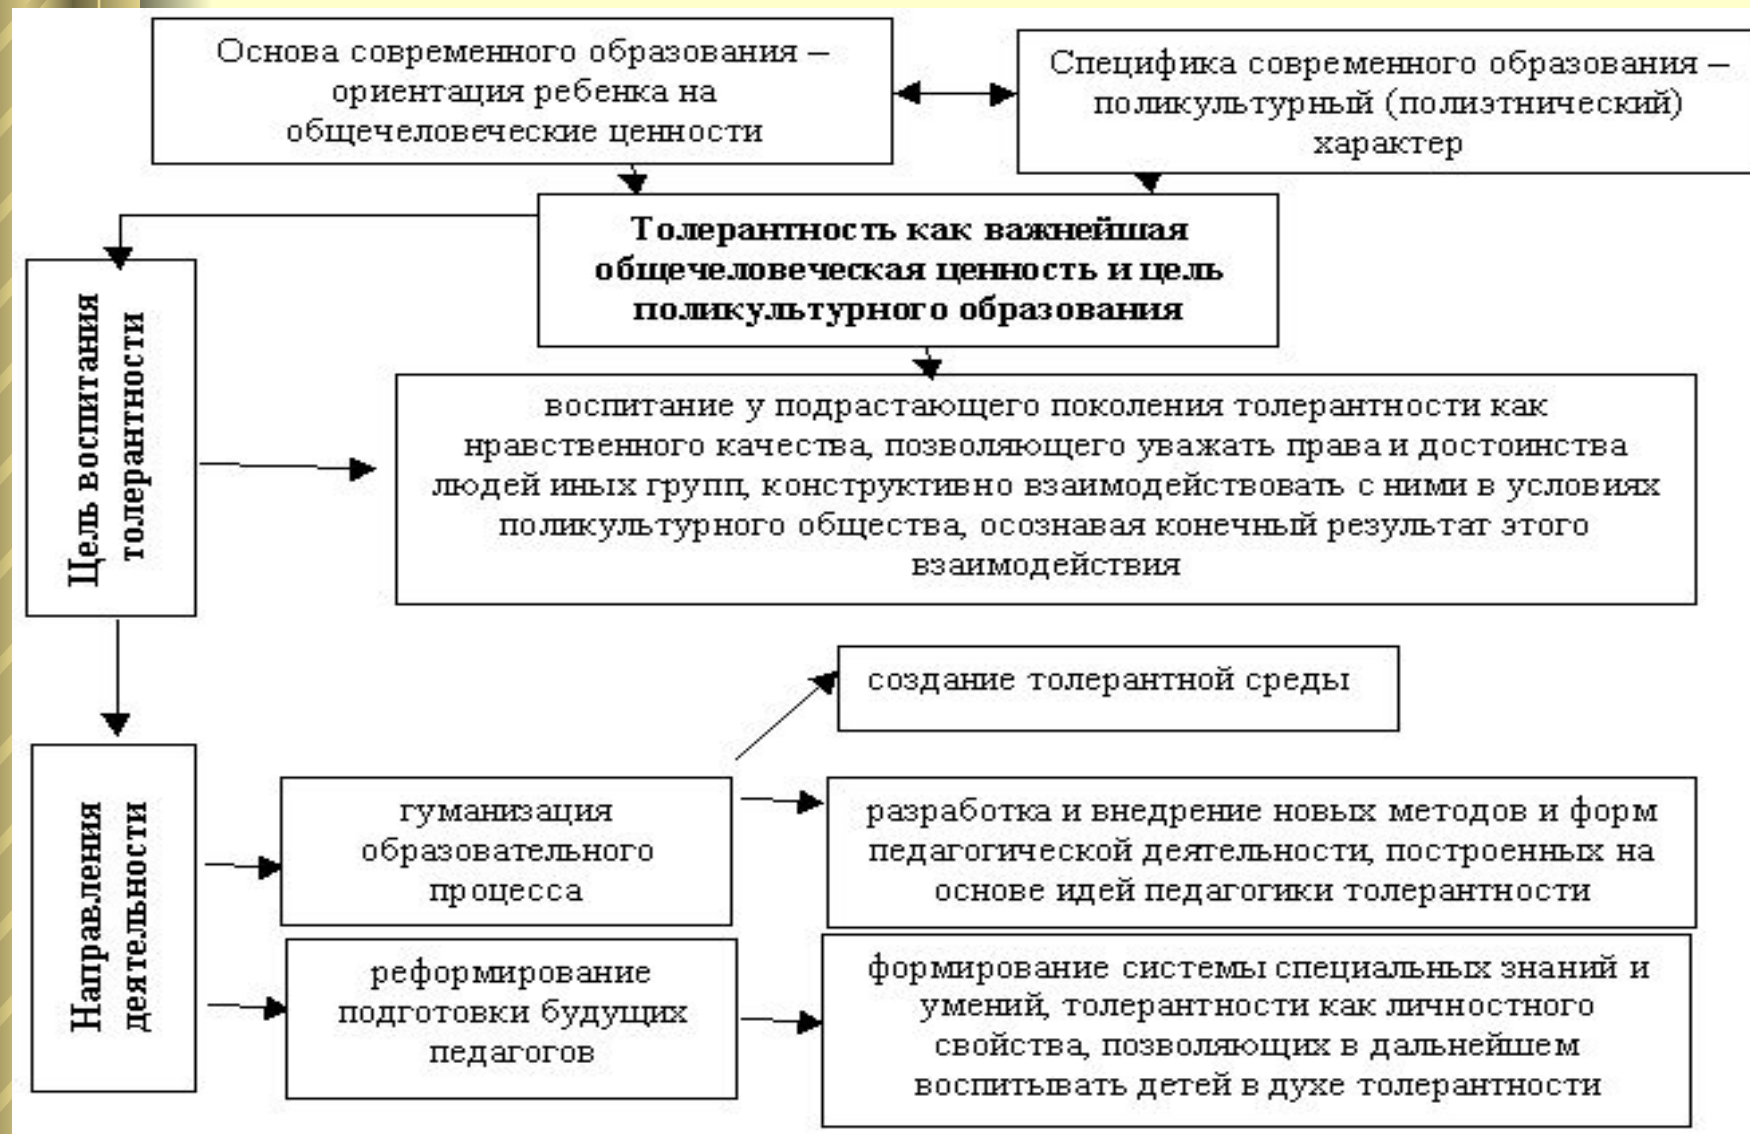 Основа современного образования –
ориентация ребенка на
общечеловеческие ценности
Специфика современного образования –
поликультурный (полиэтнический)
характер
Толерантность как важнейшая
общечеловеческая ценность и цель
поликультурного образования
Цель воспитания
толерантности
воспитание у подрастающего поколения толерантности как
нравственного качества, позволяющего уважать права и достоинства
людей иных групп, конструктивно взаимодействовать с ними в условиях
поликультурного общества, осознавая конечный результат этого
взаимодействия
создание толерантной среды
Направления
деятельности
гуманизация
образовательного
процесса
разработка и внедрение новых методов и форм
педагогической деятельности, построенных на
основе идей педагогики толерантности
реформирование
подготовки будущих
педагогов
формирование системы специальных знаний и
умений, толерантности как личностного
свойства, позволяющих в дальнейшем
воспитывать детей в духе толерантности